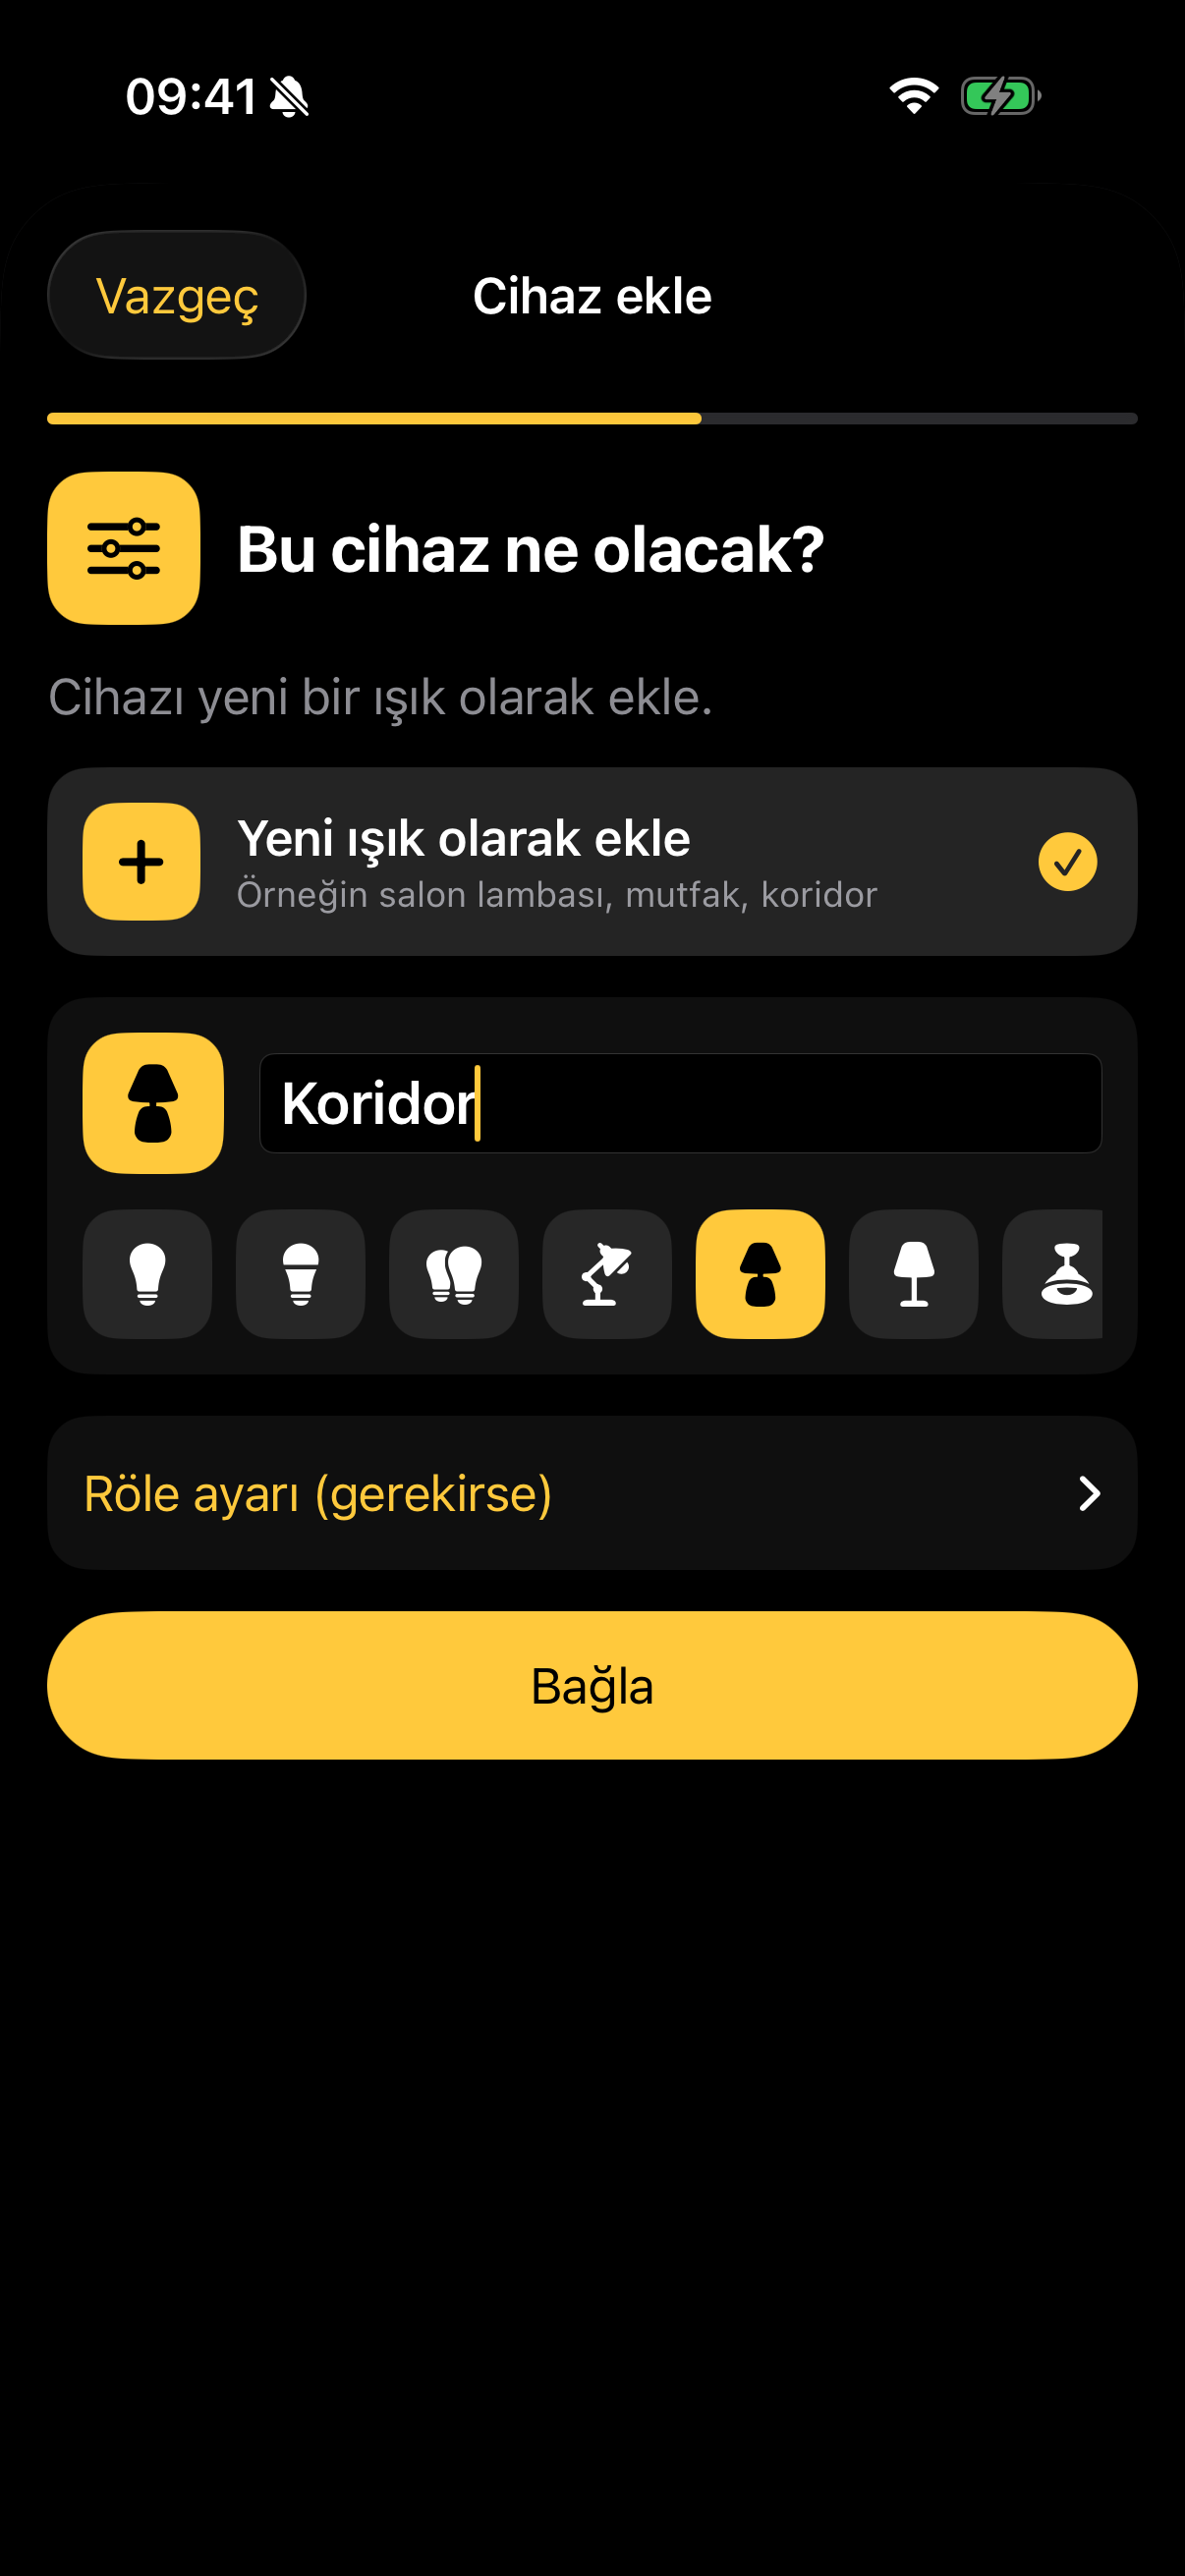 09:41
Vazgeç
Cihaz ekle
Bu cihaz ne olacak?
Cihazı yeni bir ışık olarak ekle.
Yeni ışık olarak ekle
Örneğin salon lambası, mutfak, koridor
Koridor
Röle ayarı (gerekirse)
Bağla